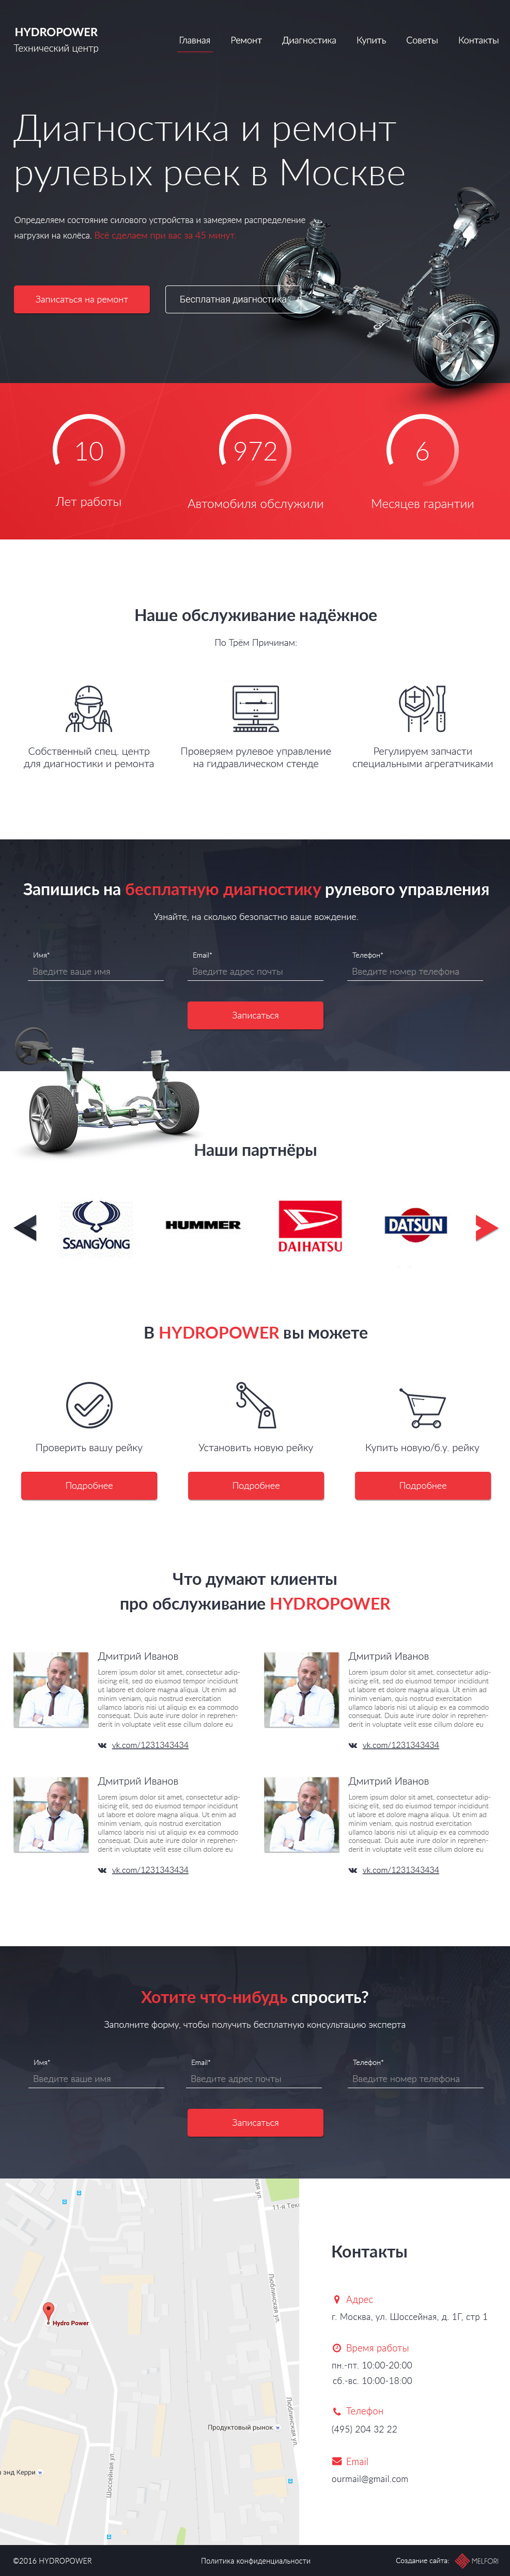 HYDROPOWER
Технический центр
Главная Ремонт Диагностика Купить Советы Контакты
Диагностика и ремонт
рулевых реек в Москве
Определяем состояние силового устройства и замеряем распределение
нагрузки на колёса. Всё сделаем при вас за 45 минут.
Записаться на ремонт Бесплатная диагностика
10 972 6
Лет работы Автомобиля обслужили Месяцев гарантии
Наше обслуживание надёжное
По Трём Причинам:
Собственный спец. центр
для диагностики и ремонта
Проверяем рулевое управление
на гидравлическом стенде
Регулируем запчасти
специальными агрегатчиками
Запишись на бесплатную диагностику рулевого управления
Узнайте, на сколько безопастно ваше вождение.
Имя* Email* Телефон*
Введите ваше имя Введите адрес почты Введите номер телефона
Записаться
Наши партнёры
SSANGYONG
HUMMER
DAIHATSU
DATSUN
В HYDROPOWER вы можете
Проверить вашу рейку Установить новую рейку Купить новую/б.у. рейку
Подробнее Подробнее Подробнее
Что думают клиенты
про обслуживание HYDROPOWER
Дмитрий Иванов
Lorem ipsum dolor sit amet, consectetur adip-
isicing elit, sed do eiusmod tempor incididunt
ut labore et dolore magna aliqua. Ut enim ad
minim veniam, quis nostrud exercitation
ullamco laboris nisi ut aliquip ex ea commodo
consequat. Duis aute irure dolor in reprehen-
derit in voluptate velit esse cillum dolore eu
vk.com/1231343434
Дмитрий Иванов
Lorem ipsum dolor sit amet, consectetur adip-
isicing elit, sed do eiusmod tempor incididunt
ut labore et dolore magna aliqua. Ut enim ad
minim veniam, quis nostrud exercitation
ullamco laboris nisi ut aliquip ex ea commodo
consequat. Duis aute irure dolor in reprehen-
derit in voluptate velit esse cillum dolore eu
vk.com/1231343434
Дмитрий Иванов
Lorem ipsum dolor sit amet, consectetur adip-
isicing elit, sed do eiusmod tempor incididunt
ut labore et dolore magna aliqua. Ut enim ad
minim veniam, quis nostrud exercitation
ullamco laboris nisi ut aliquip ex ea commodo
consequat. Duis aute irure dolor in reprehen-
derit in voluptate velit esse cillum dolore eu
vk.com/1231343434
Дмитрий Иванов
Lorem ipsum dolor sit amet, consectetur adip-
isicing elit, sed do eiusmod tempor incididunt
ut labore et dolore magna aliqua. Ut enim ad
minim veniam, quis nostrud exercitation
ullamco laboris nisi ut aliquip ex ea commodo
consequat. Duis aute irure dolor in reprehen-
derit in voluptate velit esse cillum dolore eu
vk.com/1231343434
Хотите что-нибудь спросить?
Заполните форму, чтобы получить бесплатную консультацию эксперта
Имя* Email* Телефон*
Введите ваше имя Введите адрес почты Введите номер телефона
Записаться
11-я Тех
Люблинская ул.
Hydro Power
Люблинская ул.
Продуктовый рынок
Шоссейная ул.
энд Керри
Контакты
Адрес
г. Москва, ул. Шоссейная, д. 1Г, стр 1
Время работы
пн.-пт. 10:00-20:00
сб.-вс. 10:00-18:00
Телефон
(495) 204 32 22
Email
ourmail@gmail.com
©2016 HYDROPOWER Политика конфиденциальности Создание сайта: MELFORI